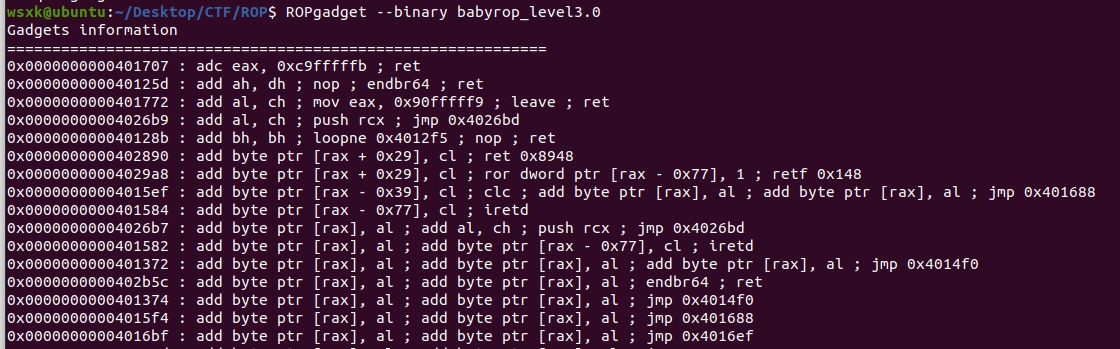 wsxk@ubuntu:~/Desktop/CTF/ROP$ ROPgadget --binary babyrop_level3.0
Gadgets information
============================================================
0x0000000000401707 : adc eax, 0xc9fffffb ; ret
0x000000000040125d : add ah, dh ; nop ; endbr64 ; ret
0x0000000000401772 : add al, ch ; mov eax, 0x90fffff9 ; leave ; ret
0x00000000004026b9 : add al, ch ; push rcx ; jmp 0x4026bd
0x000000000040128b : add bh, bh ; loopne 0x4012f5 ; nop ; ret
0x0000000000402890 : add byte ptr [rax + 0x29], cl ; ret 0x8948
0x00000000004029a8 : add byte ptr [rax + 0x29], cl ; ror dword ptr [rax - 0x77], 1 ; retf 0x148
0x00000000004015ef : add byte ptr [rax - 0x39], cl ; clc ; add byte ptr [rax], al ; add byte ptr [rax], al ; jmp 0x401688
0x0000000000401584 : add byte ptr [rax - 0x77], cl ; iretd
0x00000000004026b7 : add byte ptr [rax], al ; add al, ch ; push rcx ; jmp 0x4026bd
0x0000000000401582 : add byte ptr [rax], al ; add byte ptr [rax - 0x77], cl ; iretd
0x0000000000401372 : add byte ptr [rax], al ; add byte ptr [rax], al ; add byte ptr [rax], al ; jmp 0x4014f0
0x0000000000402b5c : add byte ptr [rax], al ; add byte ptr [rax], al ; endbr64 ; ret
0x0000000000401374 : add byte ptr [rax], al ; add byte ptr [rax], al ; jmp 0x4014f0
0x00000000004015f4 : add byte ptr [rax], al ; add byte ptr [rax], al ; jmp 0x401688
0x00000000004016bf : add byte ptr [rax], al ; add byte ptr [rax], al ; jmp 0x4016ef